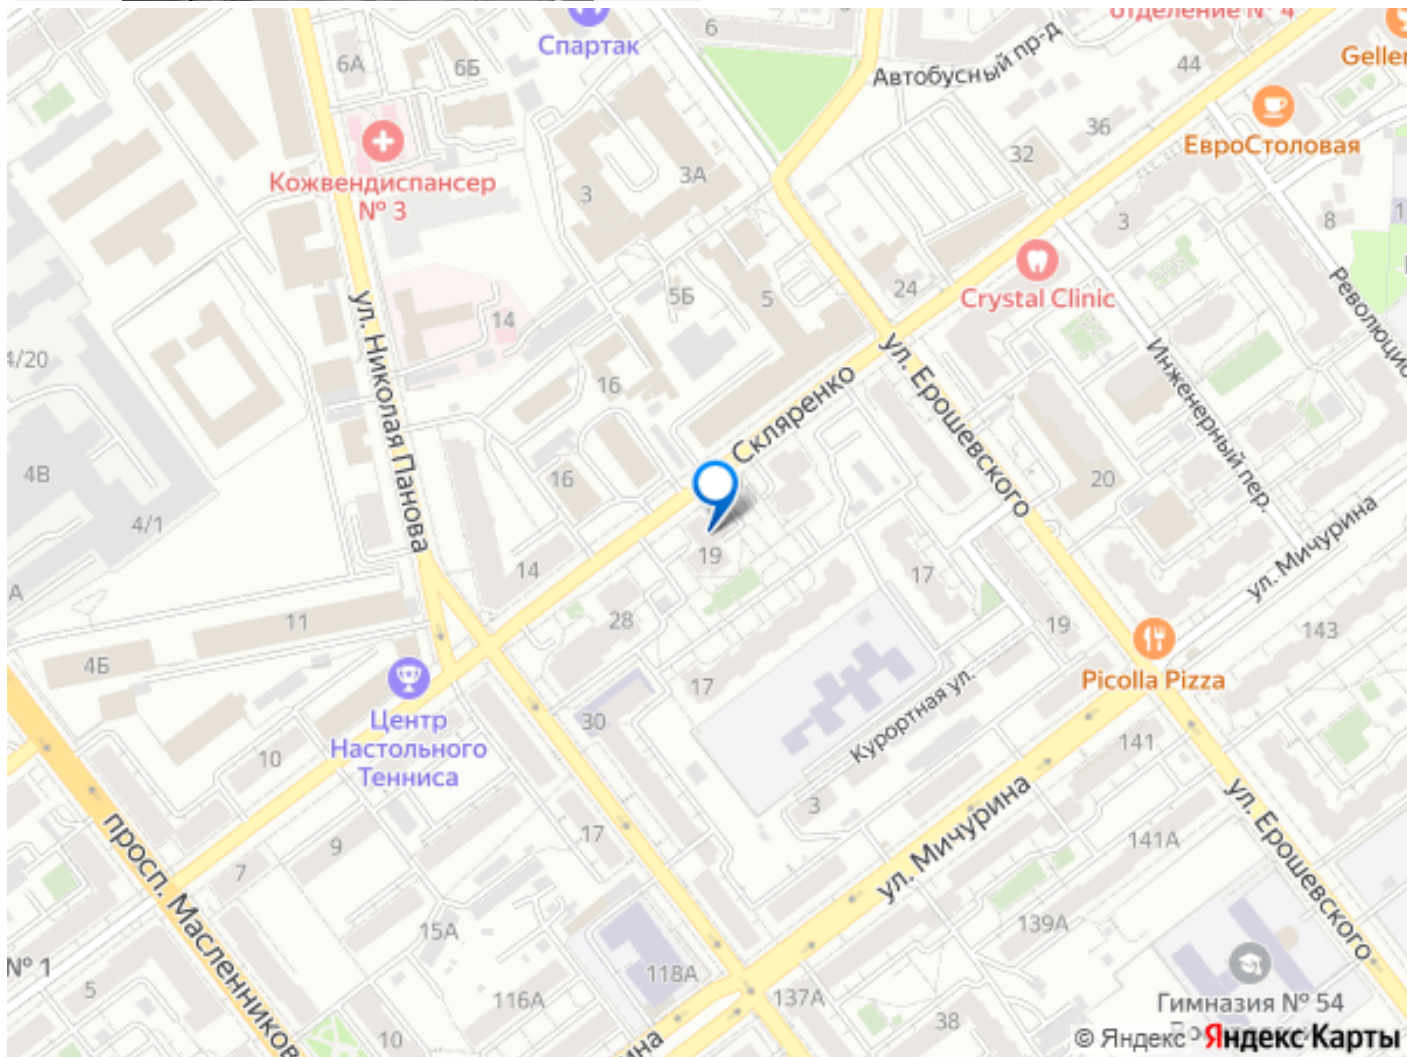 отделение № 4
6
Спартак
6А
6Б
Автобусный пр-д
44
Geller
ЕвроСтоловая
36
32
Кожвендиспансер
№ 3
3
3А
3
8
1
24
Crystal Clinic
5Б
5
14
4/20
ул. Николая Панова
16
ул. Ерошевского
Инженерный пер.
Скляренко
4В
16
20
4/1
19
14
17
ул. Мичурина
11
28
19
143
4Б
Picolla Pizza
17
Центр
Настольного
Тенниса
30
Курортная ул.
10
141
3
9
17
141А
7
просп. Масленников
ул. Мичурина
ул. Ерошевского
15А
139А
№ 1
5
118А
116А
137А
38
10
Гимназия № 54
© Яндекс
Яндекс Карты